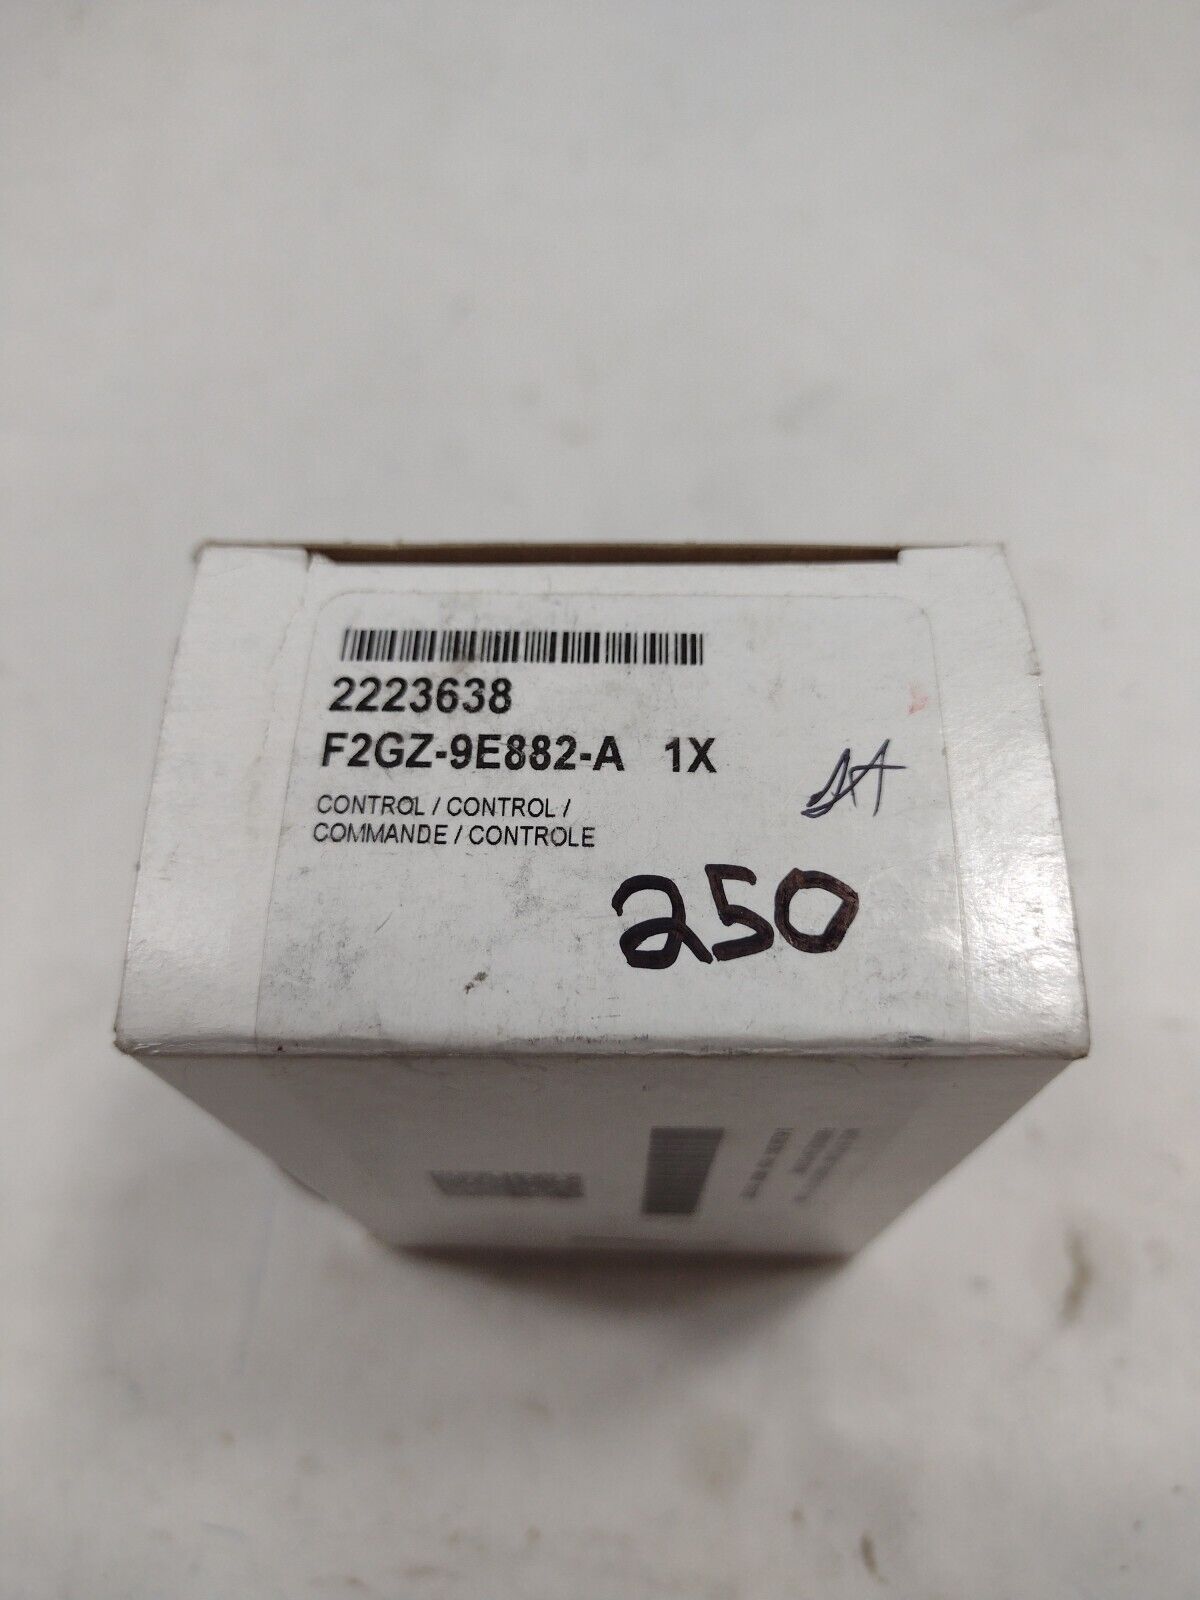 2223638
F2GZ-9E882-A 1X
CONTROL / CONTROL /
COMMANDE / CONTROLE
250